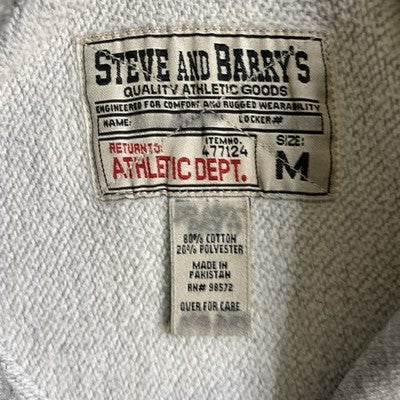 STEVE AND BARRY'S
QUALITY ATHLETIC GOODS
ENGINEERED FOR COMFORT AND RUGGED WEARABILITY
NAME: LOCKER#
RETURN TO: ITEM NO. SIZE:
477124
ATHLETIC DEPT. M
80% COTTON
20% POLYESTER
MADE IN
PAKISTAN
RN# 98572
OVER FOR CARE